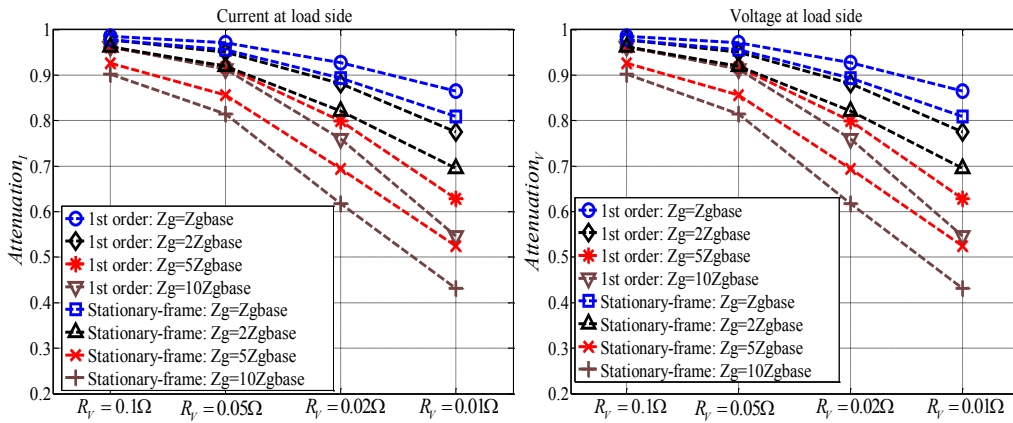 Current at load side
Attenuation_I
1
0.9
0.8
0.7
0.6
0.5
0.4
0.3
0.2
1st order: Zg=Zgbase
1st order: Zg=2Zgbase
1st order: Zg=5Zgbase
1st order: Zg=10Zgbase
Stationary-frame: Zg=Zgbase
Stationary-frame: Zg=2Zgbase
Stationary-frame: Zg=5Zgbase
Stationary-frame: Zg=10Zgbase
R_V = 0.1Ω R_V = 0.05Ω R_V = 0.02Ω R_V = 0.01Ω
Voltage at load side
Attenuation_V
1
0.9
0.8
0.7
0.6
0.5
0.4
0.3
0.2
1st order: Zg=Zgbase
1st order: Zg=2Zgbase
1st order: Zg=5Zgbase
1st order: Zg=10Zgbase
Stationary-frame: Zg=Zgbase
Stationary-frame: Zg=2Zgbase
Stationary-frame: Zg=5Zgbase
Stationary-frame: Zg=10Zgbase
R_V = 0.1Ω R_V = 0.05Ω R_V = 0.02Ω R_V = 0.01Ω